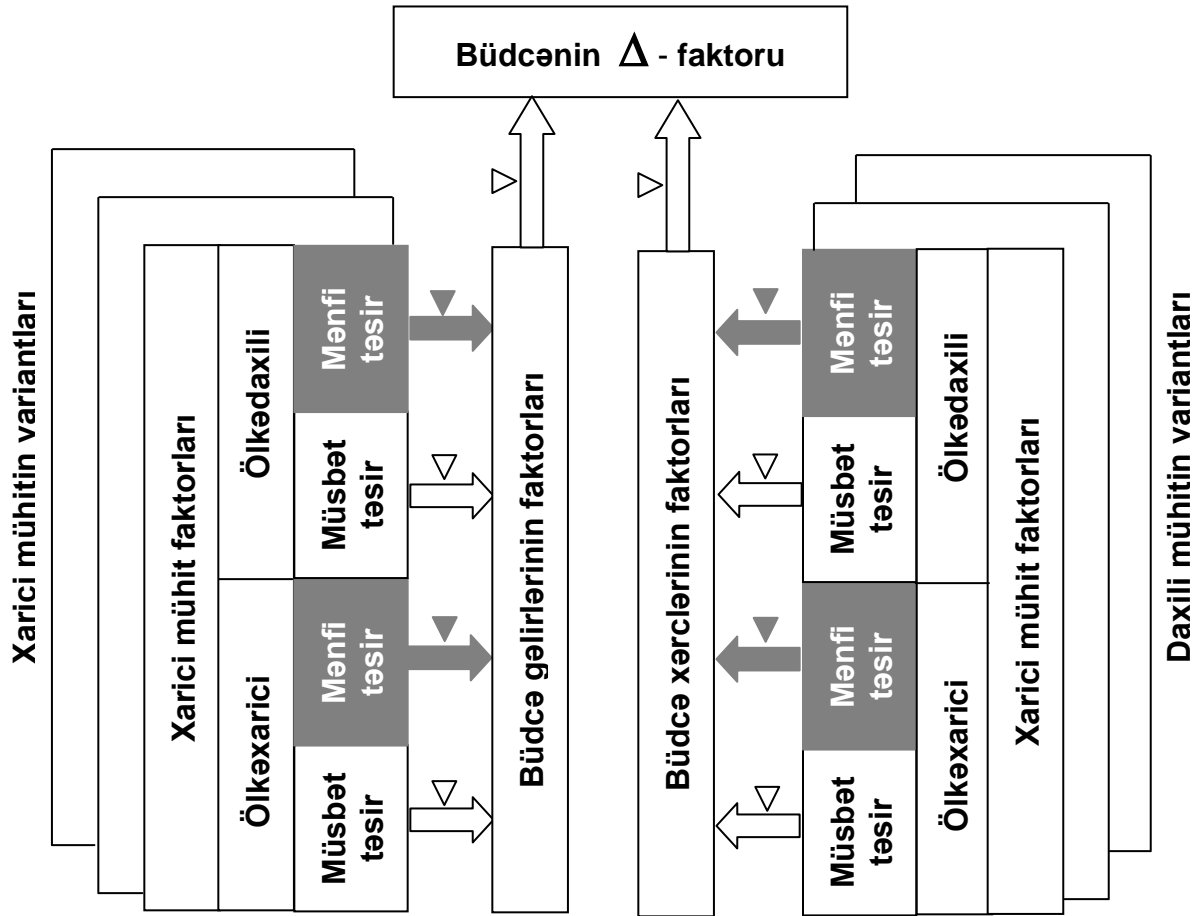 Büdcənin Δ - faktoru
Xarici mühitin variantları
Xarici mühit faktorları
Ölkədaxili
Mənfi
təsir
Müsbət
təsir
Ölkəxarici
Mənfi
təsir
Müsbət
təsir
Büdcə gəlirlərinin faktorları
Büdcə xərclərinin faktorları
Mənfi
təsir
Müsbət
təsir
Ölkədaxili
Mənfi
təsir
Müsbət
təsir
Ölkəxarici
Xarici mühit faktorları
Daxili mühitin variantları